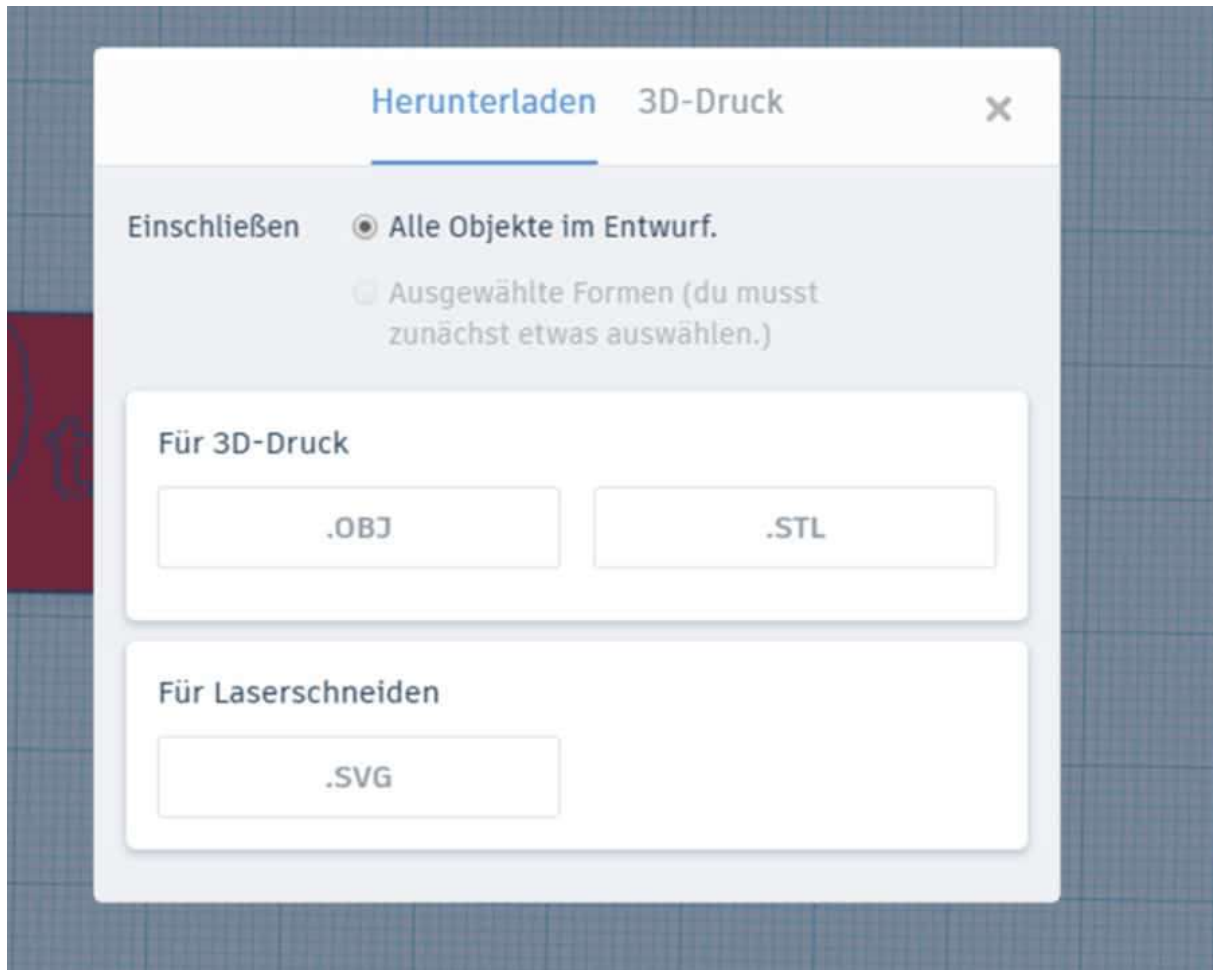 Herunterladen 3D-Druck
Einschließen Alle Objekte im Entwurf.
Ausgewählte Formen (du musst
zunächst etwas auswählen.)
Für 3D-Druck
.OBJ .STL
Für Laserschneiden
.SVG